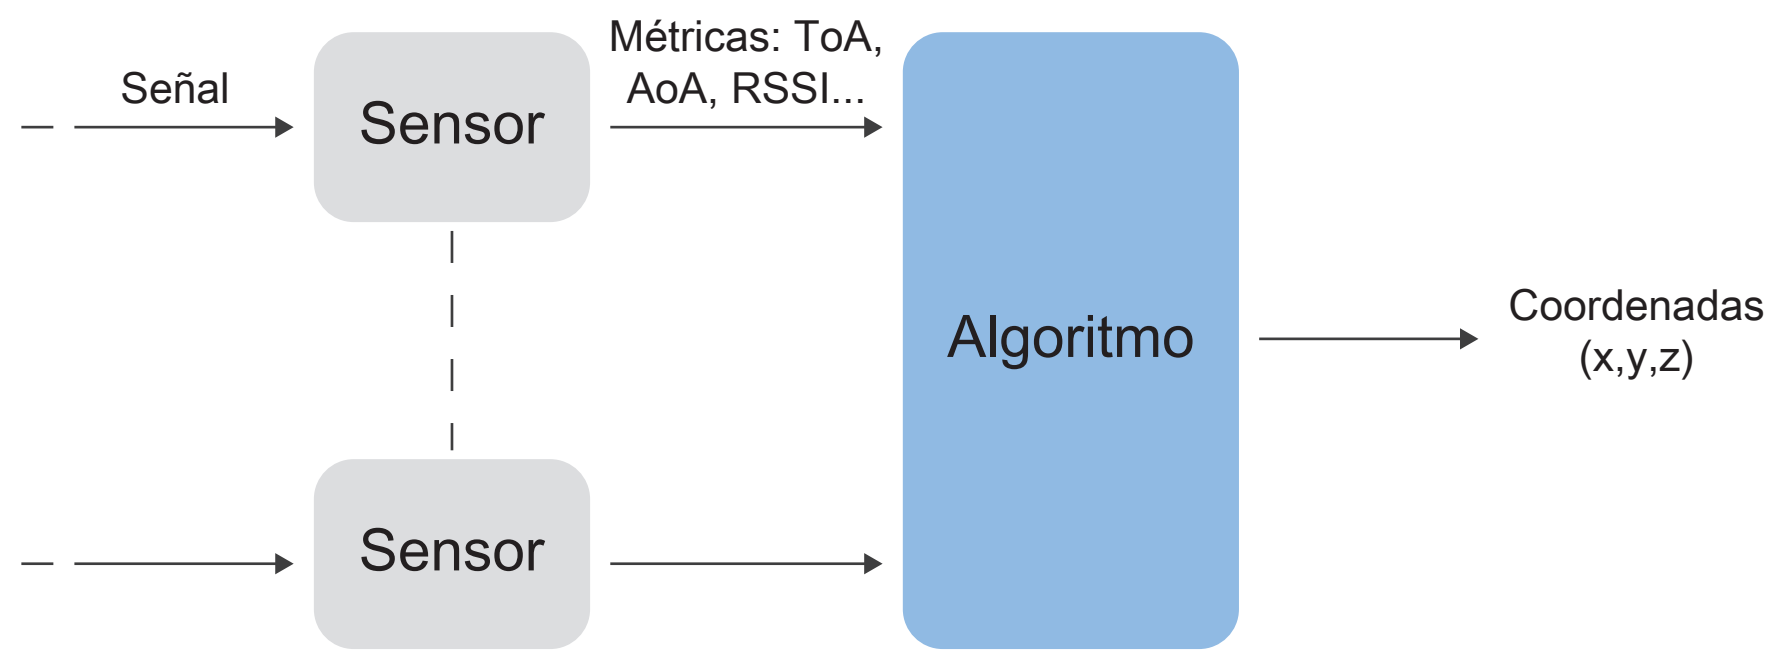 Señal
Sensor
Métricas: ToA,
AoA, RSSI...
Sensor
Algoritmo
Coordenadas
(x,y,z)